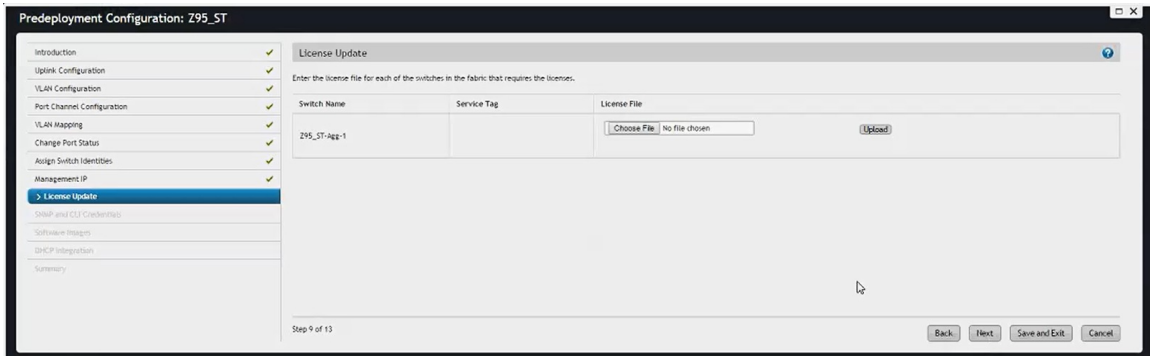 Predeployment Configuration: Z95_ST
Introduction
Uplink Configuration
VLAN Configuration
Port Channel Configuration
VLAN Mapping
Change Port Status
Assign Switch Identities
Management IP
> License Update
SNMP and CLI Credentials
Software Images
DHCP Integration
Summary
License Update
?
Enter the license file for each of the switches in the fabric that requires the licenses.
Switch Name Service Tag License File
Z95_ST-Agg-1 Choose File No file chosen Upload
Step 9 of 13
Back Next Save and Exit Cancel